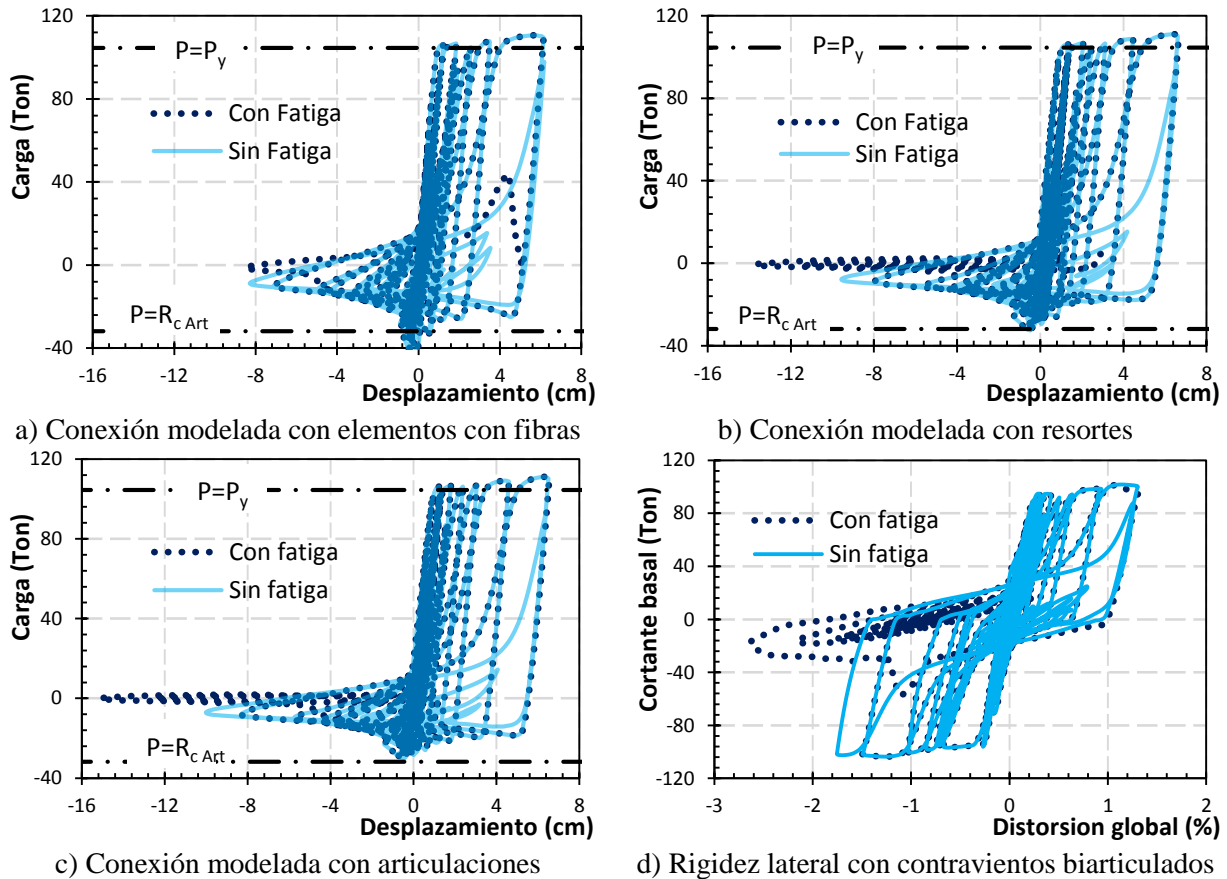 120
80
40
0
-40
Carga (Ton)
P=Py
Con Fatiga
Sin Fatiga
P=Rc Art
-16 -12 -8 -4 0 4 8
Desplazamiento (cm)
a) Conexión modelada con elementos con fibras
120
80
40
0
-40
Carga (Ton)
P=Py
Con Fatiga
Sin Fatiga
P=Rc Art
-16 -12 -8 -4 0 4 8
Desplazamiento (cm)
b) Conexión modelada con resortes
120
80
40
0
-40
Carga (Ton)
P=Py
Con fatiga
Sin fatiga
P=Rc Art
-16 -12 -8 -4 0 4 8
Desplazamiento (cm)
c) Conexión modelada con articulaciones
120
80
40
0
-40
-80
-120
Cortante basal (Ton)
Con fatiga
Sin fatiga
-3 -2 -1 0 1 2
Distorsion global (%)
d) Rigidez lateral con contravientos biarticulados